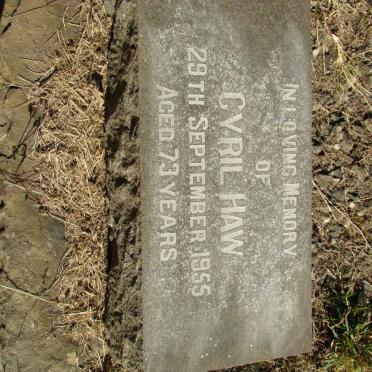 IN LOVING MEMORY
OF
CYRIL HAW
29TH SEPTEMBER 1955
AGED 73 YEARS